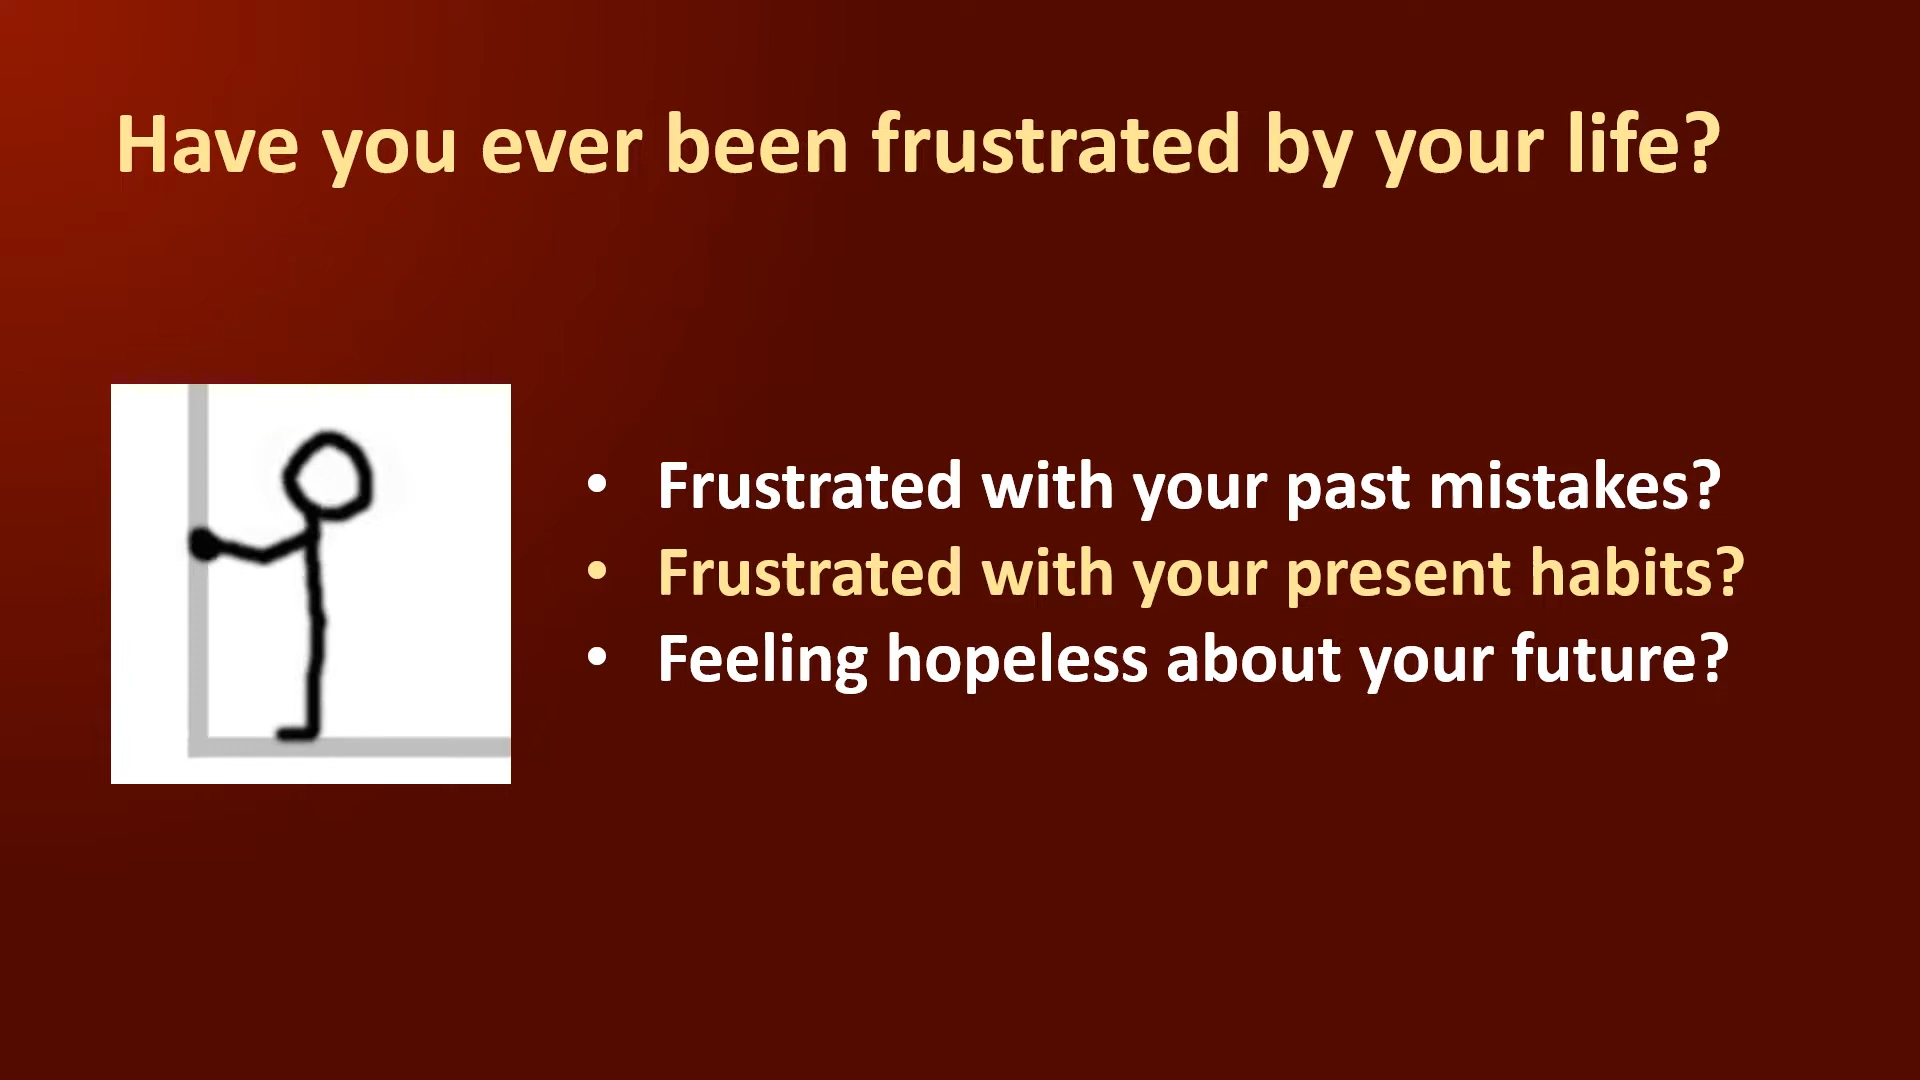 Have you ever been frustrated by your life?
• Frustrated with your past mistakes?
• Frustrated with your present habits?
• Feeling hopeless about your future?